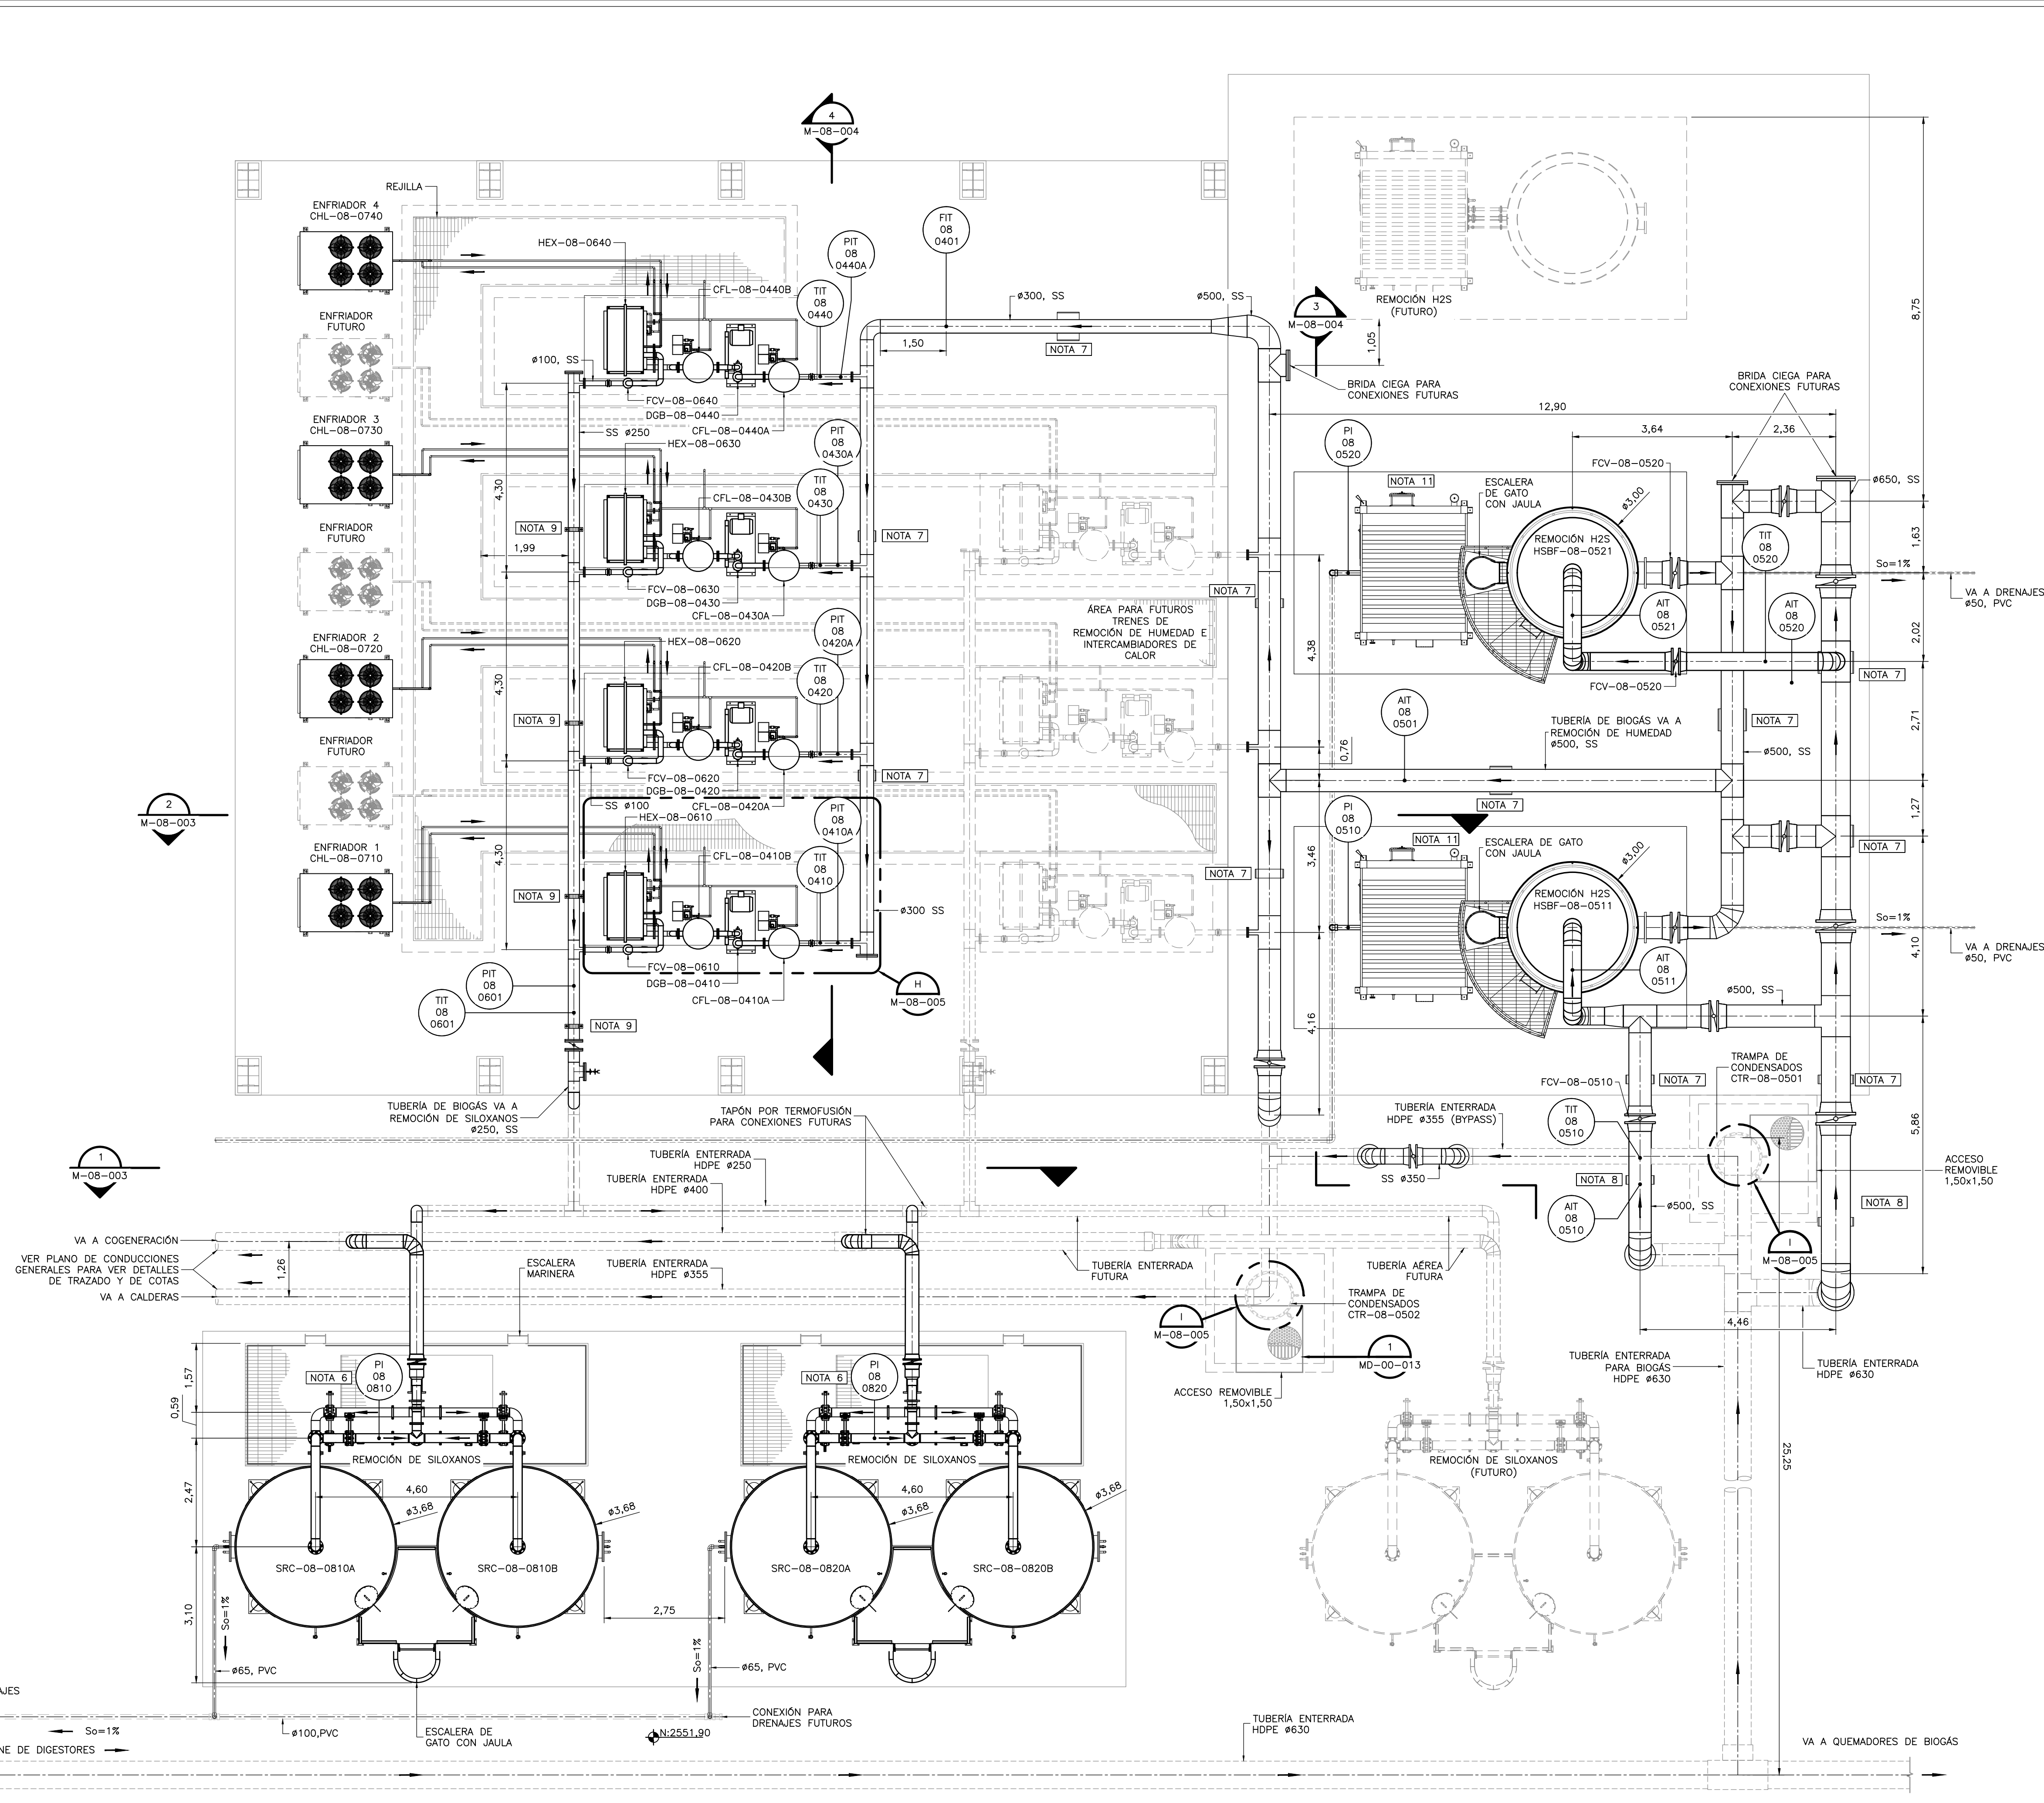 4
M-08-004
REJILLA
ENFRIADOR 4
CHL-08-0740
HEX-08-0640
FIT
08
0401
PIT
08
0440A
CFL-08-0440B
TIT
08
0440
ø300, SS
ø500, SS
3
M-08-004
REMOCIÓN H2S
(FUTURO)
8,75
ENFRIADOR
FUTURO
1,50
NOTA 7
1,05
ø100, SS
FCV-08-0640
DGB-08-0440
CFL-08-0440A
BRIDA CIEGA PARA
CONEXIONES FUTURAS
BRIDA CIEGA PARA
CONEXIONES FUTURAS
12,90
ENFRIADOR 3
CHL-08-0730
SS ø250
HEX-08-0630
PIT
08
0430A
PI
08
0520
3,64
2,36
FCV-08-0520
4,30
CFL-08-0430B
TIT
08
0430
NOTA 11
ESCALERA
DE GATO
CON JAULA
ø3,00
ø650, SS
ENFRIADOR
FUTURO
NOTA 9
1,99
NOTA 7
REMOCIÓN H2S
HSBF-08-0521
TIT
08
0520
1,63
So=1%
FCV-08-0630
DGB-08-0430
CFL-08-0430A
NOTA 7
VA A DRENAJES
ø50, PVC
ÁREA PARA FUTUROS
TRENES DE
REMOCIÓN DE HUMEDAD E
INTERCAMBIADORES DE
CALOR
AIT
08
0521
AIT
08
0520
2,02
ENFRIADOR 2
CHL-08-0720
HEX-08-0620
PIT
08
0420A
4,38
4,30
CFL-08-0420B
TIT
08
0420
FCV-08-0520
NOTA 7
NOTA 9
AIT
08
0501
TUBERÍA DE BIOGÁS VA A
REMOCIÓN DE HUMEDAD
ø500, SS
NOTA 7
2,71
ENFRIADOR
FUTURO
0,76
ø500, SS
FCV-08-0620
DGB-08-0420
CFL-08-0420A
NOTA 7
2
M-08-003
SS ø100
HEX-08-0610
PIT
08
0410A
PI
08
0510
NOTA 7
1,27
ENFRIADOR 1
CHL-08-0710
4,30
CFL-08-0410B
TIT
08
0410
3,46
NOTA 11
ESCALERA DE GATO
CON JAULA
ø3,00
NOTA 7
NOTA 9
NOTA 7
ø300 SS
REMOCIÓN H2S
HSBF-08-0511
So=1%
4,10
VA A DRENAJES
ø50, PVC
FCV-08-0610
DGB-08-0410
CFL-08-0410A
PIT
08
0601
H
M-08-005
AIT
08
0511
ø500, SS
TIT
08
0601
NOTA 9
4,16
TRAMPA DE
CONDENSADOS
CTR-08-0501
FCV-08-0510
NOTA 7
NOTA 7
TUBERÍA DE BIOGÁS VA A
REMOCIÓN DE SILOXANOS
ø250, SS
TAPÓN POR TERMOFUSIÓN
PARA CONEXIONES FUTURAS
TUBERÍA ENTERRADA
HDPE ø355 (BYPASS)
TIT
08
0510
5,86
1
M-08-003
TUBERÍA ENTERRADA
HDPE ø250
TUBERÍA ENTERRADA
HDPE ø400
SS ø350
NOTA 8
ACCESO
REMOVIBLE
1,50x1,50
NOTA 8
AIT
08
0510
ø500, SS
VA A COGENERACIÓN
VER PLANO DE CONDUCCIONES
GENERALES PARA VER DETALLES
DE TRAZADO Y DE COTAS
VA A CALDERAS
1,26
ESCALERA
MARINERA
TUBERÍA ENTERRADA
HDPE ø355
TUBERÍA ENTERRADA
FUTURA
TUBERÍA AÉREA
FUTURA
I
M-08-005
TRAMPA DE
CONDENSADOS
CTR-08-0502
I
M-08-005
1
MD-00-013
4,46
1,57
NOTA 6
PI
08
0810
NOTA 6
PI
08
0820
ACCESO REMOVIBLE
1,50x1,50
TUBERÍA ENTERRADA
PARA BIOGÁS
HDPE ø630
TUBERÍA ENTERRADA
HDPE ø630
0,59
REMOCIÓN DE SILOXANOS
REMOCIÓN DE SILOXANOS
REMOCIÓN DE SILOXANOS
(FUTURO)
25,25
2,47
4,60
ø3,68
ø3,68
4,60
ø3,68
ø3,68
SRC-08-0810A
SRC-08-0810B
SRC-08-0820A
SRC-08-0820B
3,10
So=1%
2,75
So=1%
ø65, PVC
ø65, PVC
AJES
So=1%
ø100,PVC
ESCALERA DE
GATO CON JAULA
N:2551,90
CONEXIÓN PARA
DRENAJES FUTUROS
TUBERÍA ENTERRADA
HDPE ø630
NE DE DIGESTORES
VA A QUEMADORES DE BIOGÁS